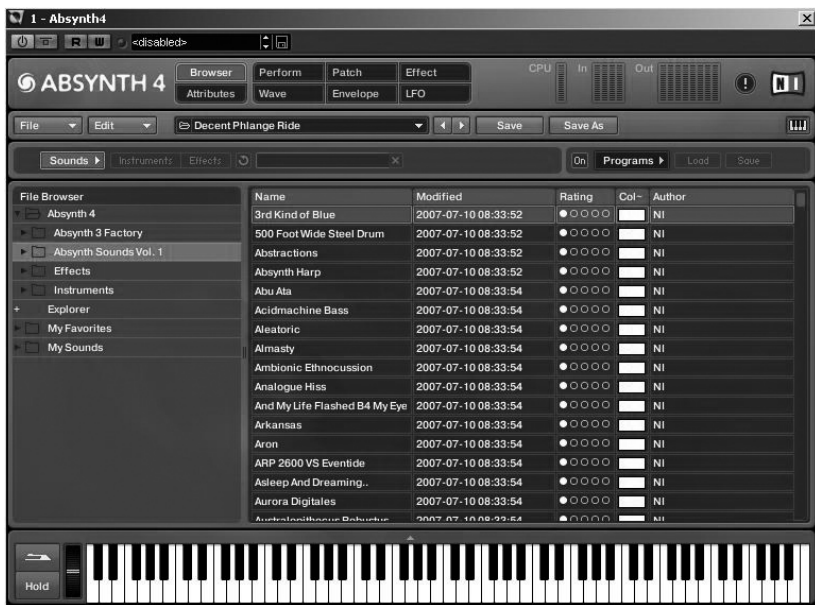 1 - Absynth4
R W <disabled>
ABSYNTH 4 Browser Perform Patch Effect CPU In Out
Attributes Wave Envelope LFO
File Edit Decent Phlange Ride Save Save As
Sounds Instruments Effects On Programs Load Save
File Browser Name Modified Rating Col~ Author
Absynth 4 3rd Kind of Blue 2007-07-10 08:33:52 NI
Absynth 3 Factory 500 Foot Wide Steel Drum 2007-07-10 08:33:52 NI
Absynth Sounds Vol. 1 Abstractions 2007-07-10 08:33:52 NI
Effects Absynth Harp 2007-07-10 08:33:52 NI
Instruments Abu Ata 2007-07-10 08:33:54 NI
+ Explorer Acidmachine Bass 2007-07-10 08:33:54 NI
My Favorites Aleatoric 2007-07-10 08:33:54 NI
My Sounds Almasty 2007-07-10 08:33:54 NI
Ambionic Ethnocussion 2007-07-10 08:33:54 NI
Analogue Hiss 2007-07-10 08:33:54 NI
And My Life Flashed B4 My Eye 2007-07-10 08:33:54 NI
Arkansas 2007-07-10 08:33:54 NI
Aron 2007-07-10 08:33:54 NI
ARP 2600 VS Eventide 2007-07-10 08:33:54 NI
Asleep And Dreaming.. 2007-07-10 08:33:54 NI
Aurora Digitales 2007-07-10 08:33:54 NI
Australopithecus Robustus 2007-07-10 08:33:54 NI
Hold